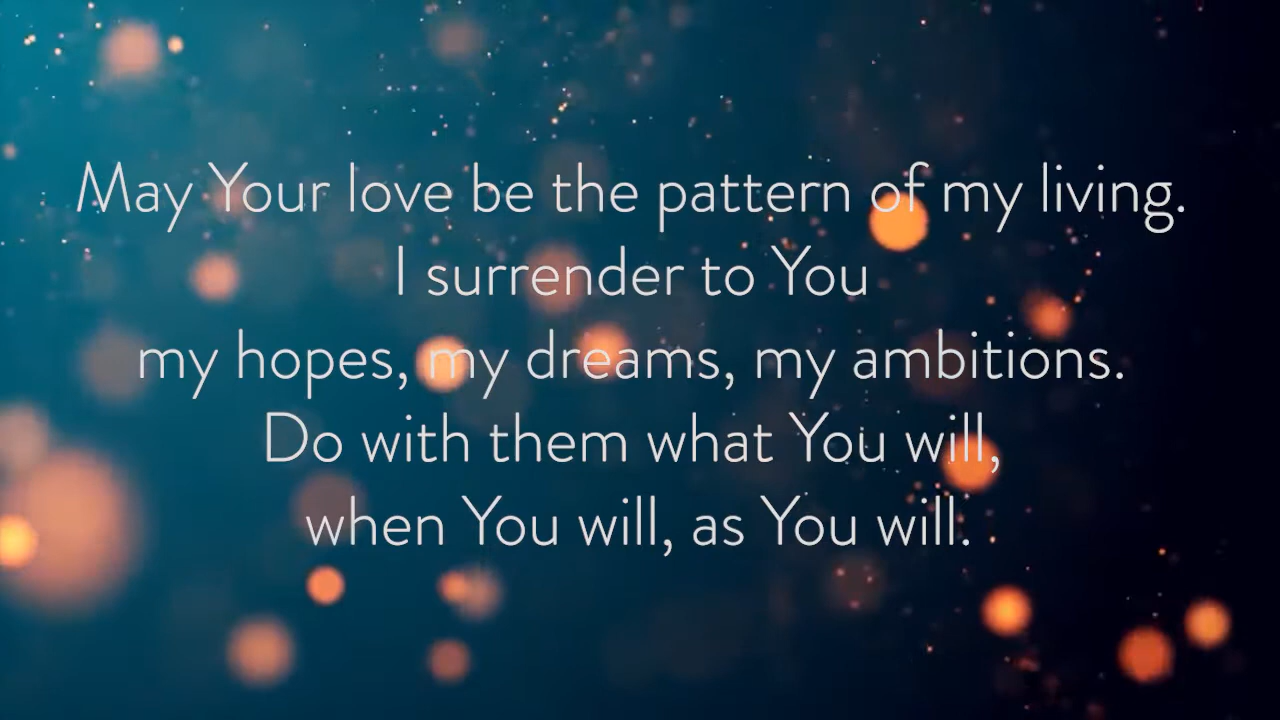 May Your love be the pattern of my living.
I surrender to You
my hopes, my dreams, my ambitions.
Do with them what You will,
when You will, as You will.